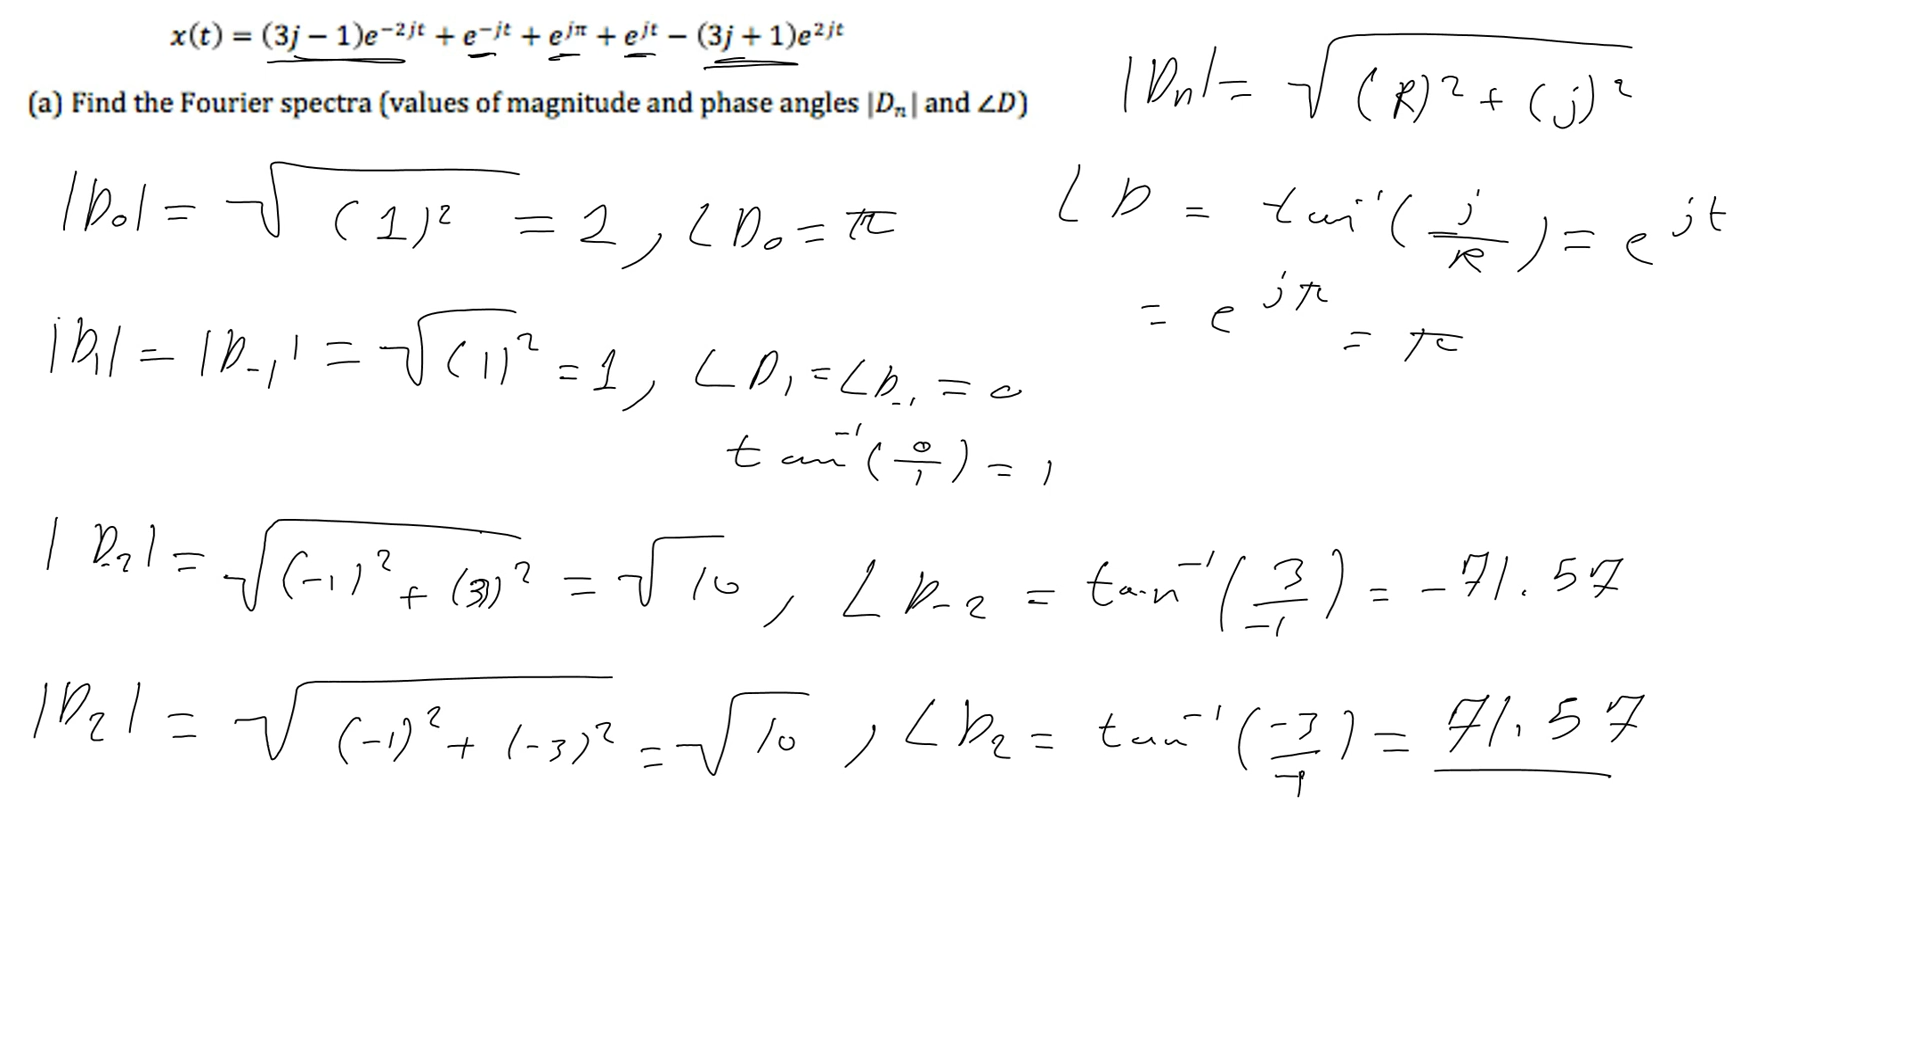 x(t) = (3j − 1)e^{−2jt} + e^{−jt} + e^{jπ} + e^{jt} − (3j + 1)e^{2jt}
(a) Find the Fourier spectra (values of magnitude and phase angles |Dₙ| and ∠D)
|Dₙ| = √((R)² + (j)²)
∠D = tan⁻¹(j/R) = e^{jt}
= e^{jπ} = π
|D₀| = √((1)²) = 2, ∠D₀ = π
|D₁| = |D₋₁| = √(1)² = 1, ∠D₁ = ∠D₋₁ = 0
tan⁻¹(0/1) = 1
|D₋₂| = √((-1)² + (3)²) = √10, ∠D₋₂ = tan⁻¹(3/-1) = -71.57
|D₂| = √((-1)² + (-3)²) = √10, ∠D₂ = tan⁻¹(-3/-1) = 71.57